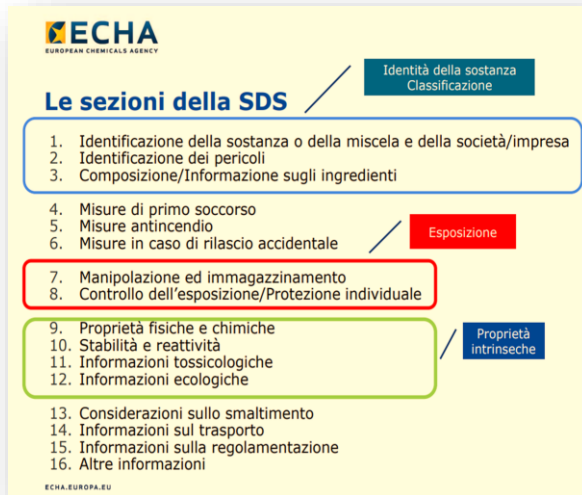 ECHA
EUROPEAN CHEMICALS AGENCY
Identità della sostanza
Classificazione
Le sezioni della SDS
1. Identificazione della sostanza o della miscela e della società/impresa
2. Identificazione dei pericoli
3. Composizione/Informazione sugli ingredienti
4. Misure di primo soccorso
5. Misure antincendio
6. Misure in caso di rilascio accidentale
Esposizione
7. Manipolazione ed immagazzinamento
8. Controllo dell'esposizione/Protezione individuale
9. Proprietà fisiche e chimiche
10. Stabilità e reattività
11. Informazioni tossicologiche
12. Informazioni ecologiche
Proprietà
intrinseche
13. Considerazioni sullo smaltimento
14. Informazioni sul trasporto
15. Informazioni sulla regolamentazione
16. Altre informazioni
ECHA.EUROPA.EU